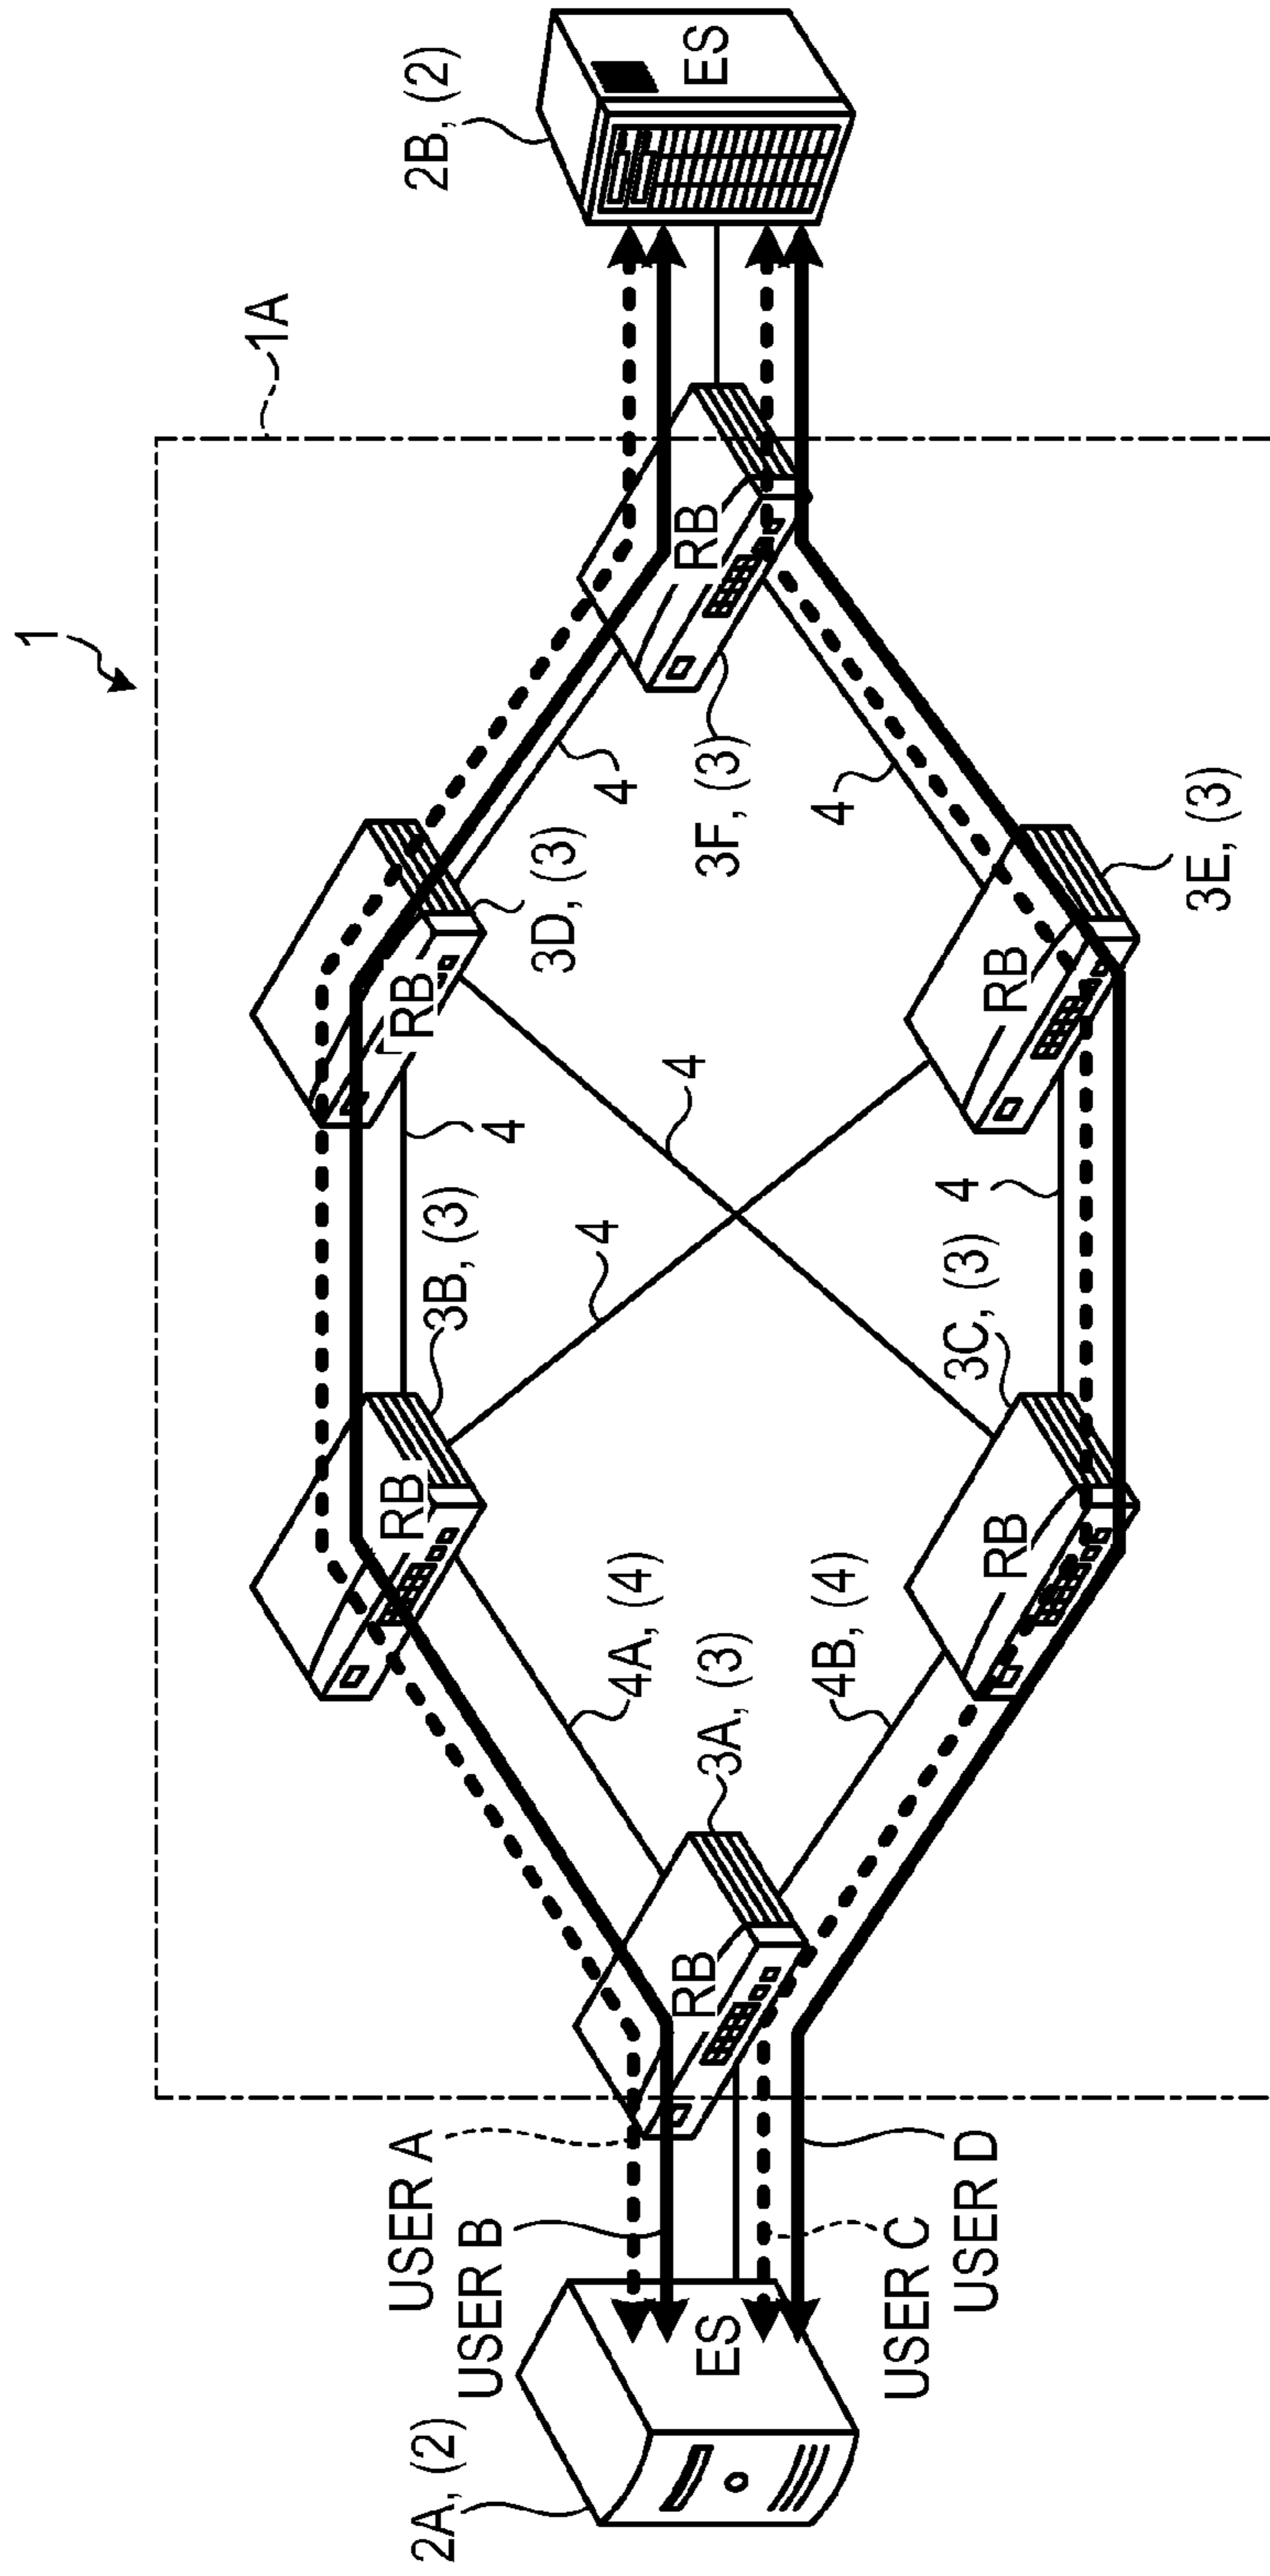 1
1A
2A, (2)
ES
USER A
USER B
USER C
USER D
RB
3A, (3)
4A, (4)
4B, (4)
RB
3B, (3)
RB
3C, (3)
4
4
4
4
RB
3D, (3)
RB
3E, (3)
4
4
RB
3F, (3)
2B, (2)
ES